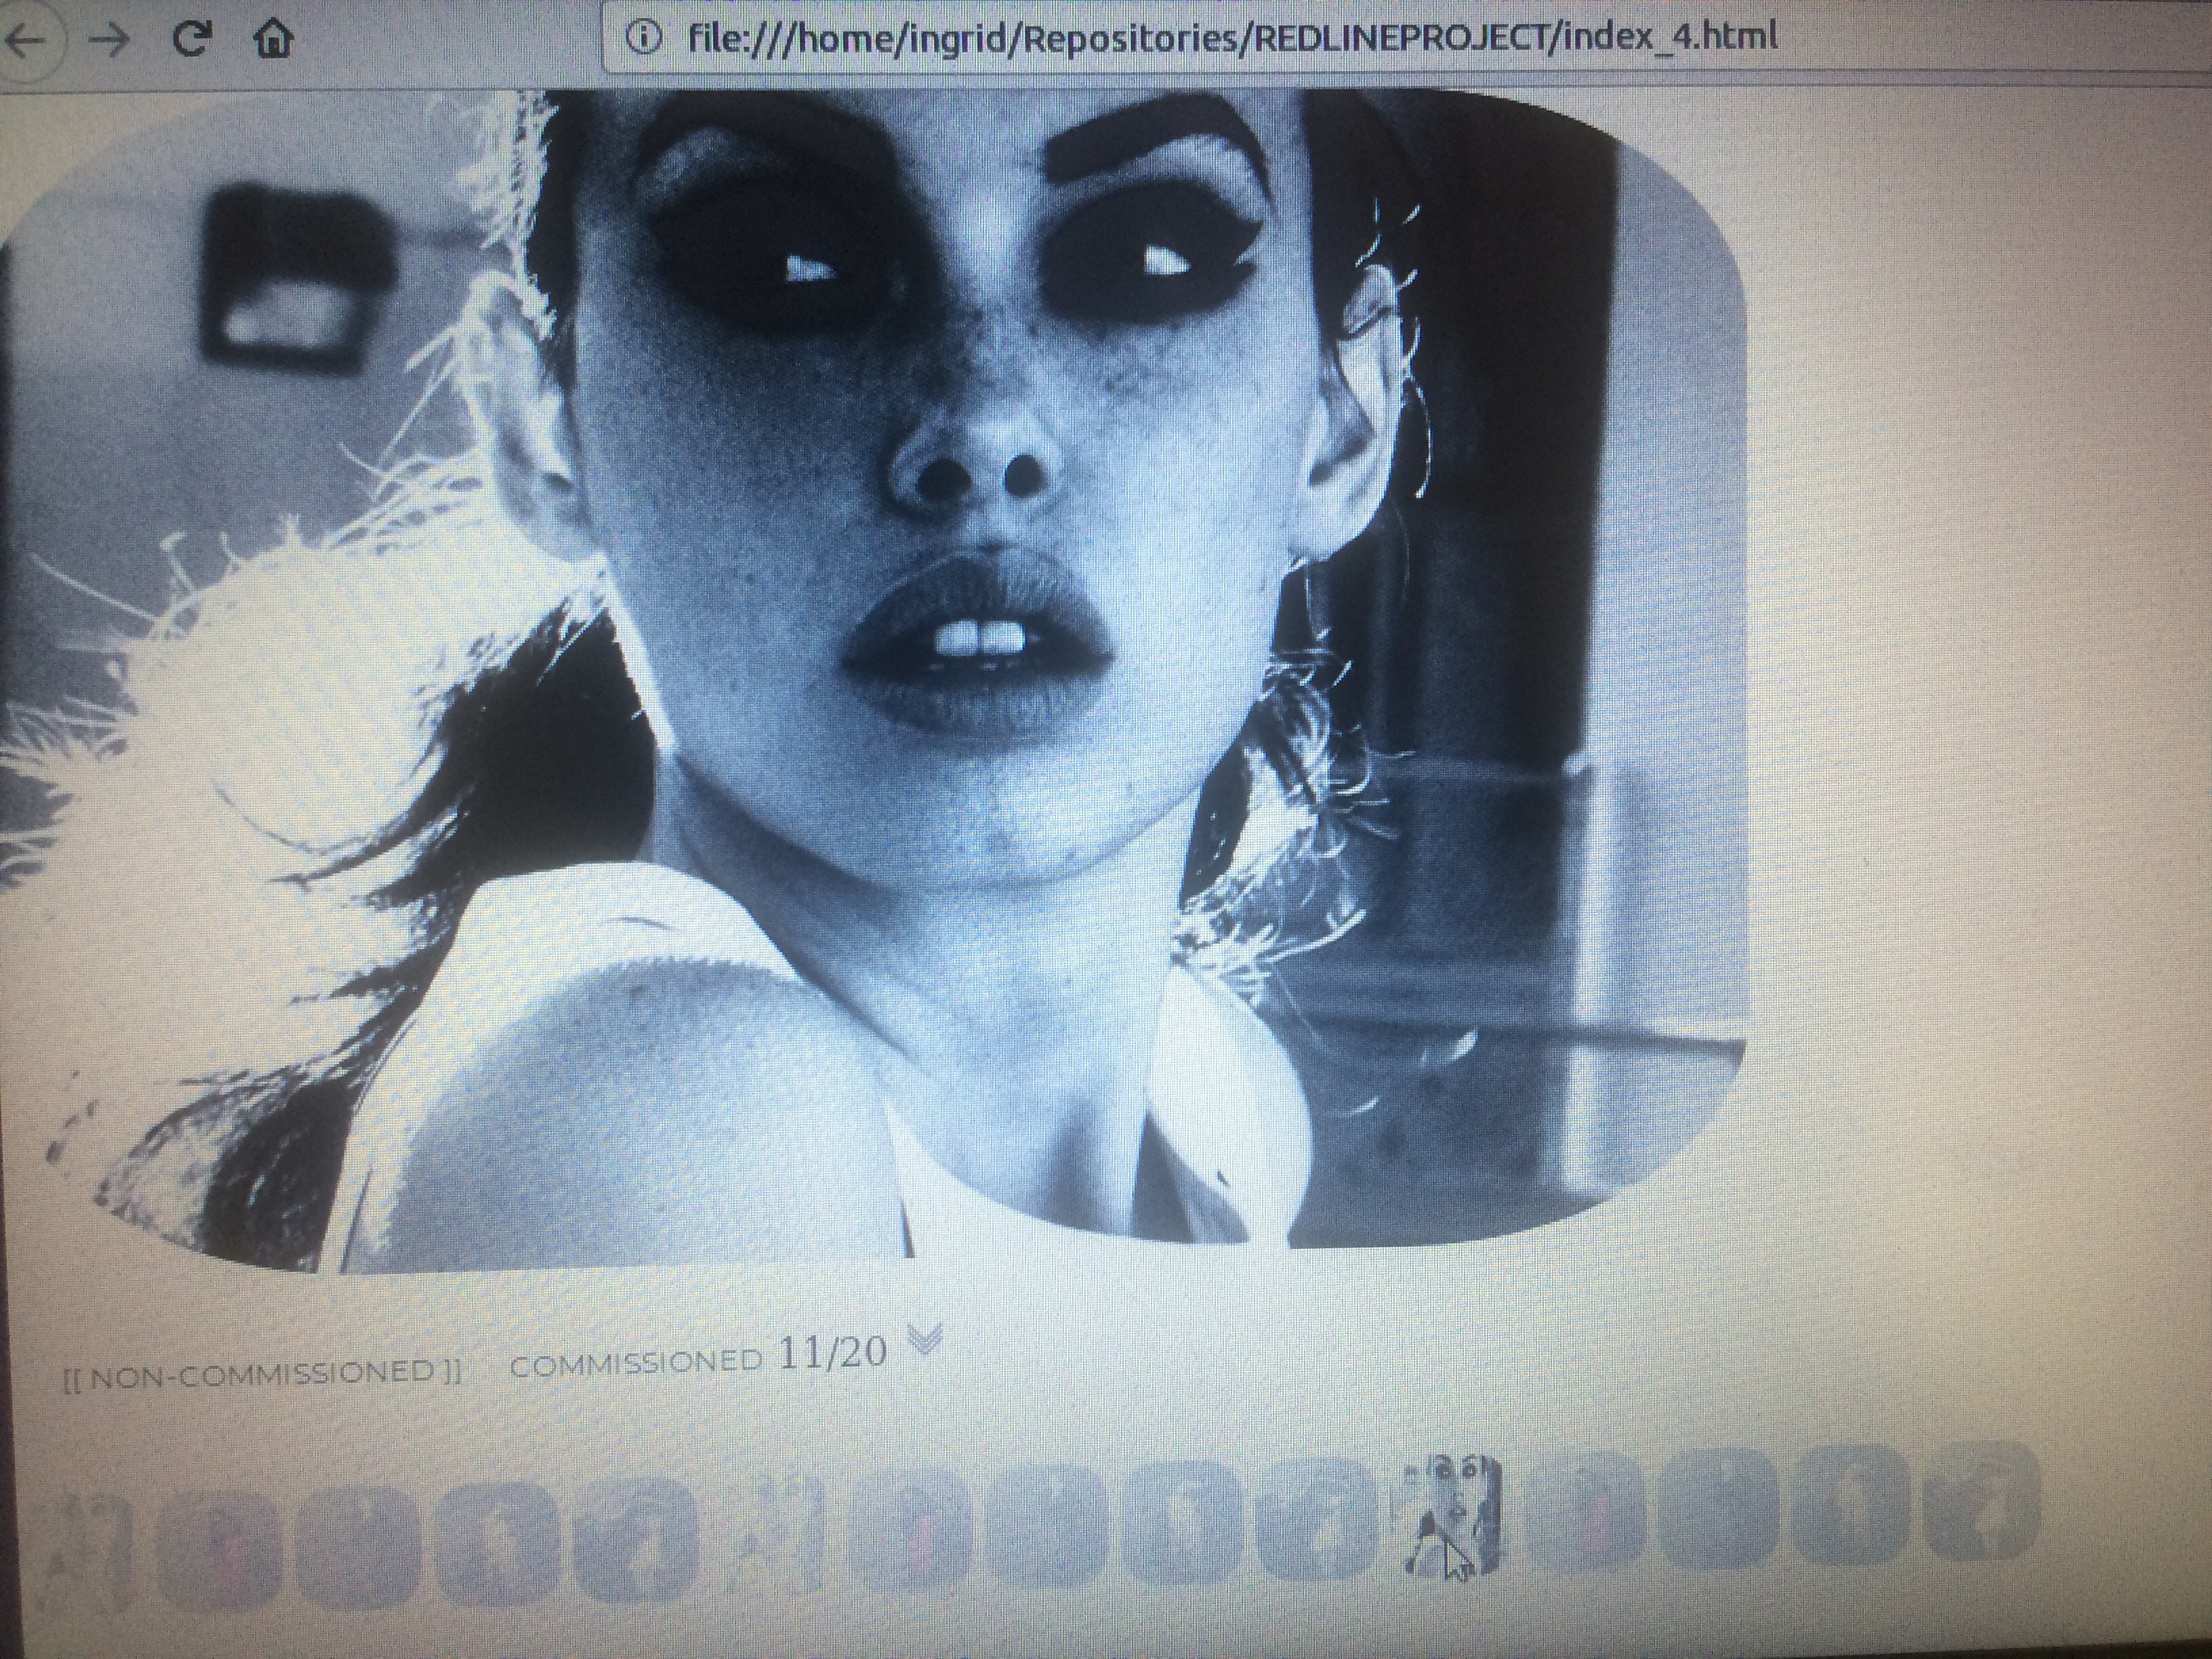 file:///home/ingrid/Repositories/REDLINEPROJECT/index_4.html
[[ NON-COMMISSIONED ]] COMMISSIONED 11/20